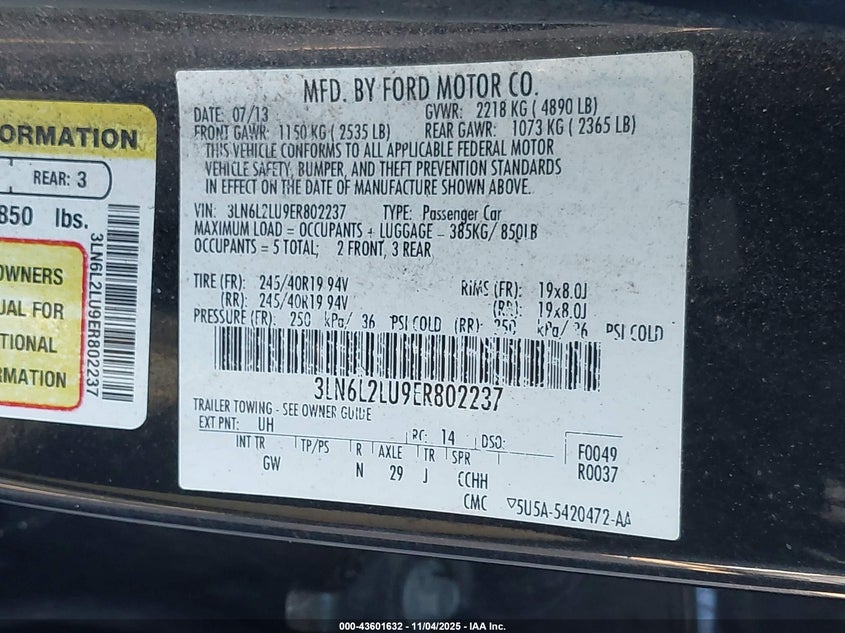 ORMATION
REAR: 3
850 lbs.
OWNERS
UAL FOR
TIONAL
RMATION
3LN6L2LU9ER802237
MFD. BY FORD MOTOR CO.
DATE: 07/13 GVWR: 2218 KG ( 4890 LB)
FRONT GAWR: 1150 KG ( 2535 LB) REAR GAWR: 1073 KG ( 2365 LB)
THIS VEHICLE CONFORMS TO ALL APPLICABLE FEDERAL MOTOR
VEHICLE SAFETY, BUMPER, AND THEFT PREVENTION STANDARDS
IN EFFECT ON THE DATE OF MANUFACTURE SHOWN ABOVE.
VIN: 3LN6L2LU9ER802237 TYPE: Passenger Car
MAXIMUM LOAD = OCCUPANTS + LUGGAGE = 385KG/ 850LB
OCCUPANTS = 5 TOTAL; 2 FRONT, 3 REAR
TIRE (FR): 245/40R19 94V RiMS (FR): 19x8.0J
(RR): 245/40R19 94V (RR): 19x8.0J
PRESSURE (FR): 250 kPa/ 36 PSI COLD (RR): 250 kPa/ 36 PSI COLD
3LN6L2LU9ER802237
TRAILER TOWING - SEE OWNER GUIDE
EXT PNT: UH RC: 14 DSO: F0049
INT TR TP/PS R AXLE TR SPR R0037
GW N 29 J CCHH
CMC ▽5U5A-5420472-AA
000-43601632 - 11/04/2025 - IAA Inc.